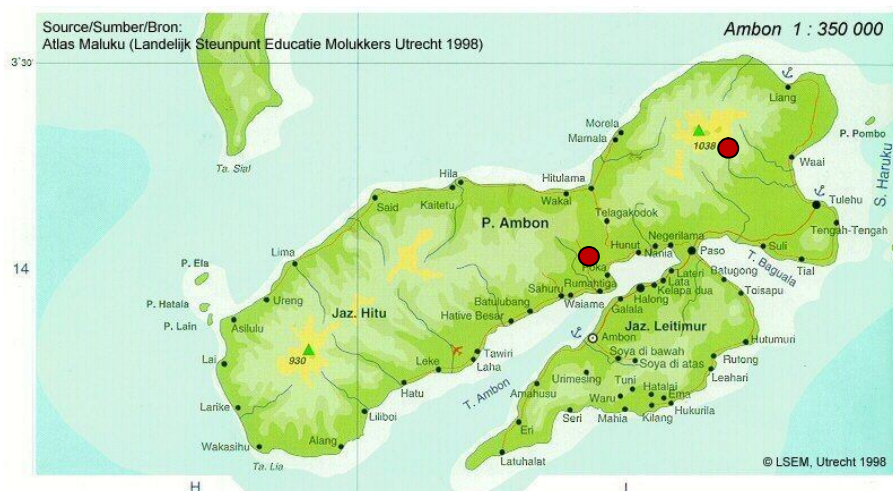 Source/Sumber/Bron:
Atlas Maluku (Landelijk Steunpunt Educatie Molukkers Utrecht 1998)
Ambon 1 : 350 000
3°30'
Liang
Morela
Mamala
1038
P. Pombo
Ta. Sial
Waai
S. Haruku
Hila
Hitulama
Kaitetu
Wakal
Said
Tulehu
P. Ambon
Telagakodok
Tengah-Tengah
Negerilama
Hunut
Nania
Paso
Suli
Lima
14
P. Ela
Poka
T. Baguala
Tial
Lateri
Batugong
Rumahtiga
Lata
P. Hatala
Sahuru
Kelapa dua
Toisapu
Ureng
Batulubang
Waiame
Halong
P. Lain
Jaz. Hitu
Hative Besar
Galala
Asilulu
Jaz. Leitimur
Ambon
Hutumuri
930
Tawiri
Soya di bawah
Rutong
Lai
Leke
Laha
Soya di atas
Urimesing
Leahari
Hatu
T. Ambon
Tuni
Hatalai
Amahusu
Waru
Ema
Larike
Liliboi
Seri
Mahia
Hukurila
Kilang
Eri
Wakasihu
Alang
Latuhalat
Ta. Lia
© LSEM, Utrecht 1998
H